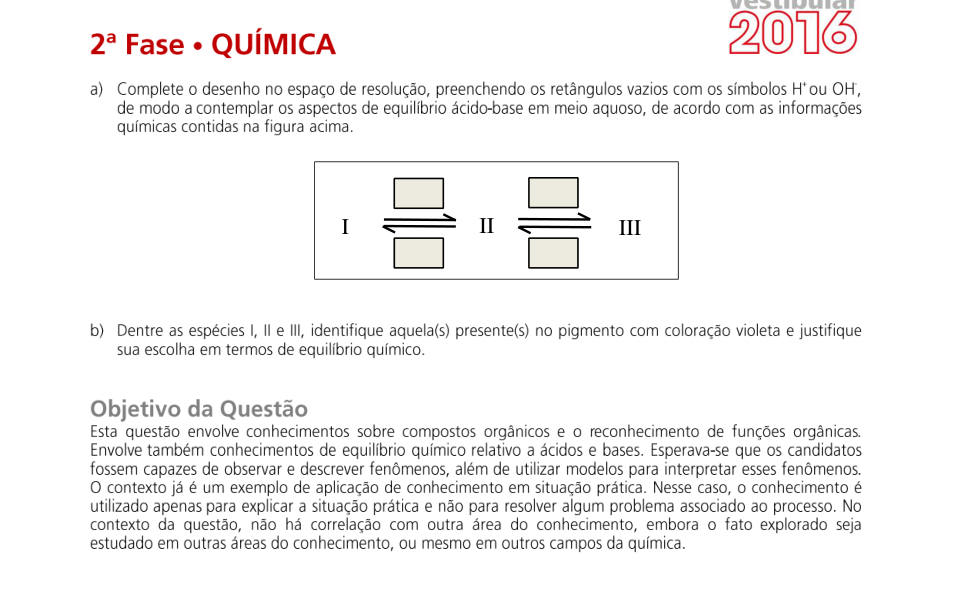 vestibular
2ª Fase • QUÍMICA
2016
a) Complete o desenho no espaço de resolução, preenchendo os retângulos vazios com os símbolos H⁺ ou OH⁻,
de modo a contemplar os aspectos de equilíbrio ácido-base em meio aquoso, de acordo com as informações
químicas contidas na figura acima.
I II III
b) Dentre as espécies I, II e III, identifique aquela(s) presente(s) no pigmento com coloração violeta e justifique
sua escolha em termos de equilíbrio químico.
Objetivo da Questão
Esta questão envolve conhecimentos sobre compostos orgânicos e o reconhecimento de funções orgânicas.
Envolve também conhecimentos de equilíbrio químico relativo a ácidos e bases. Esperava-se que os candidatos
fossem capazes de observar e descrever fenômenos, além de utilizar modelos para interpretar esses fenômenos.
O contexto já é um exemplo de aplicação de conhecimento em situação prática. Nesse caso, o conhecimento é
utilizado apenas para explicar a situação prática e não para resolver algum problema associado ao processo. No
contexto da questão, não há correlação com outra área do conhecimento, embora o fato explorado seja
estudado em outras áreas do conhecimento, ou mesmo em outros campos da química.